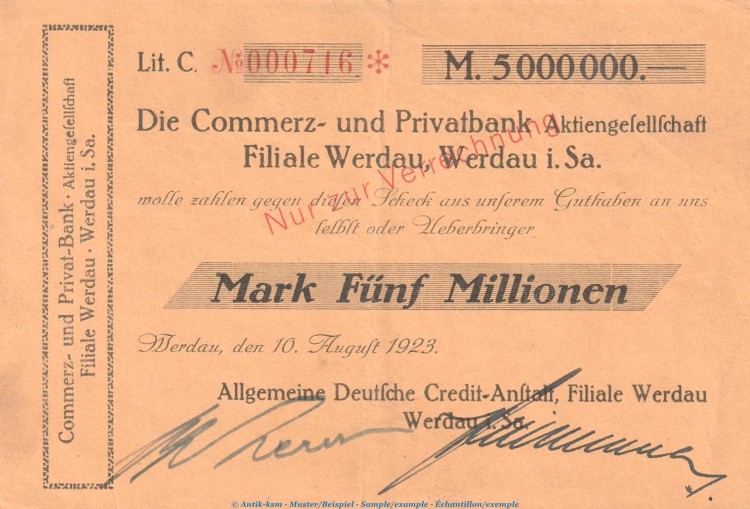 Commerz- und Privat-Bank · Aktiengeſellſchaft
Filiale Werdau · Werdau i. Sa.
Lit. C. № 000716 * M. 5000000.—
Die Commerz- und Privatbank Aktiengeſellſchaft
Filiale Werdau, Werdau i. Sa.
Nur zur Verrechnung
wolle zahlen gegen dieſen Scheck aus unſerem Guthaben an uns
ſelbſt oder Ueberbringer
Mark Fünf Millionen
Werdau, den 10. Auguſt 1923.
Allgemeine Deutſche Credit-Anſtalt, Filiale Werdau
Werdau i. Sa.
© Antik-ksm - Muster/Beispiel - Sample/example - Échantillon/exemple